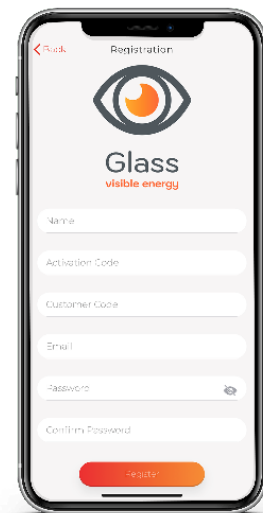 Back
Registration
Glass
visible energy
Name
Activation Code
Customer Code
Email
Password
Confirm Password
Register